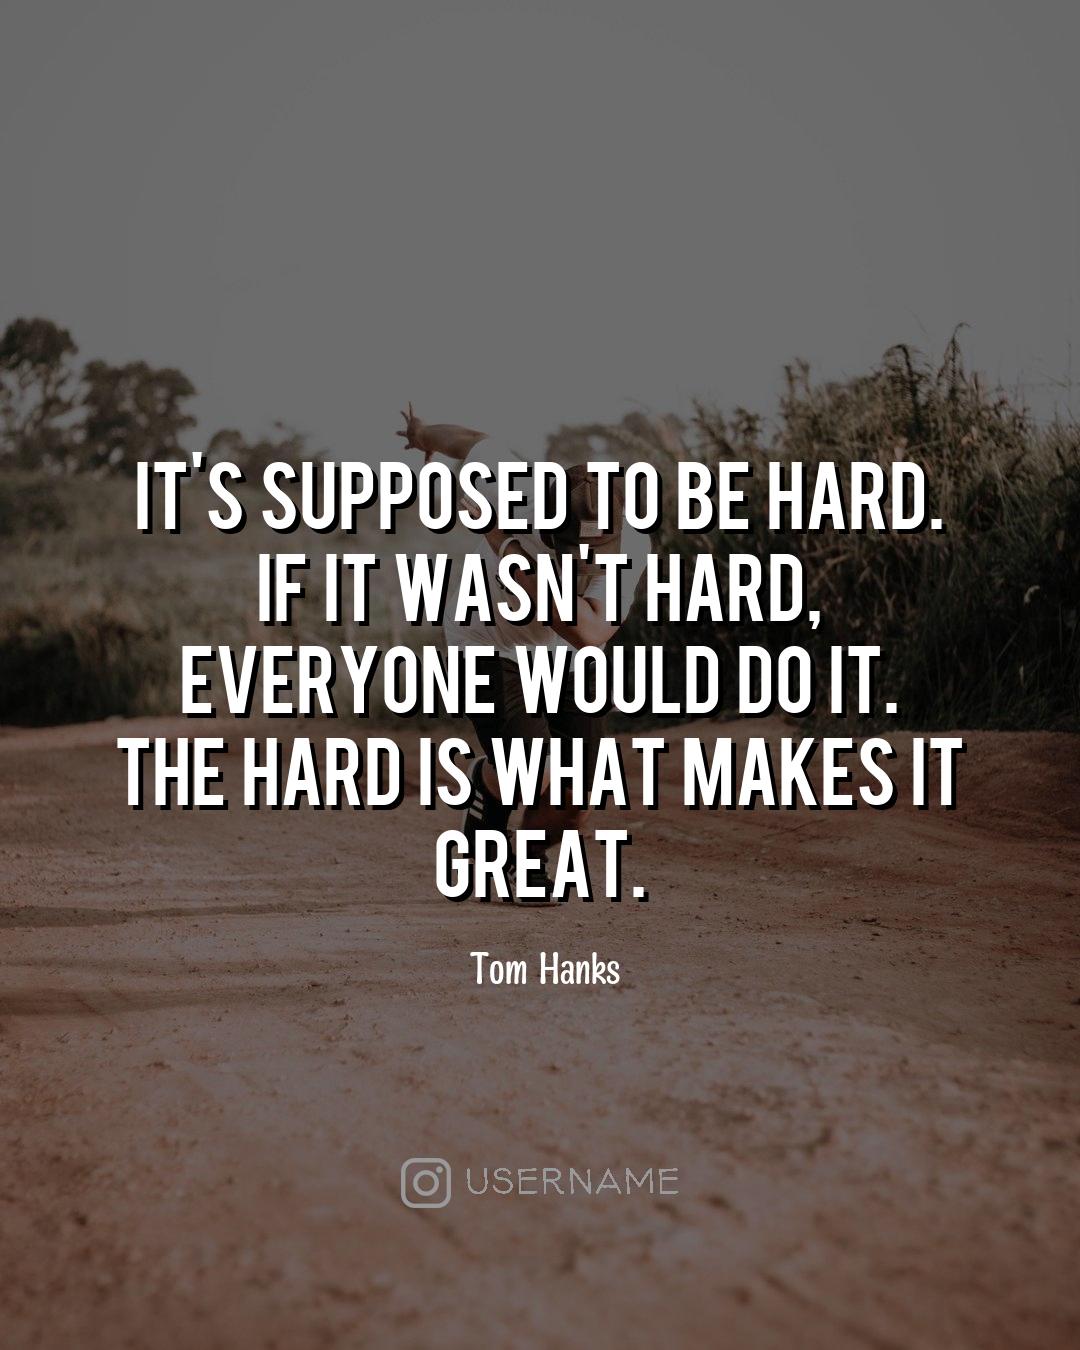 IT'S SUPPOSED TO BE HARD.
IF IT WASN'T HARD,
EVERYONE WOULD DO IT.
THE HARD IS WHAT MAKES IT
GREAT.
Tom Hanks
USERNAME